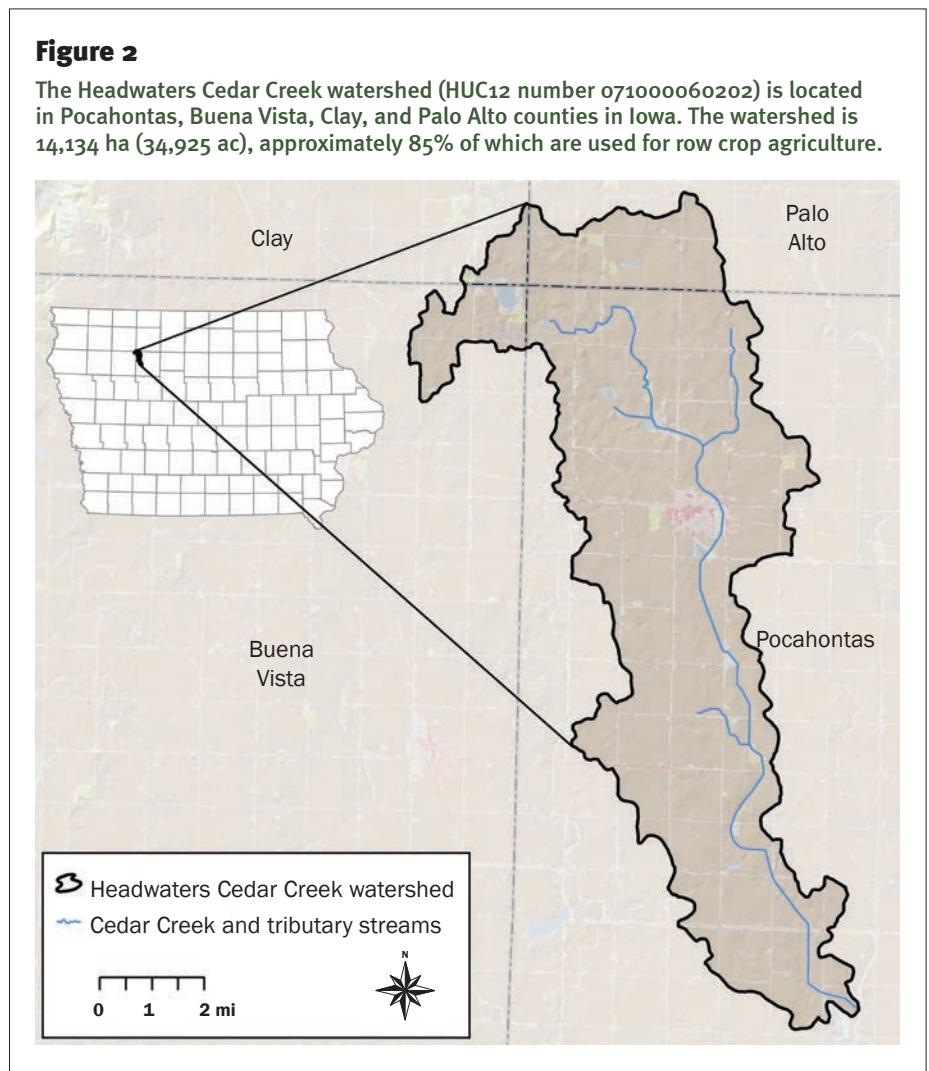 Figure 2
The Headwaters Cedar Creek watershed (HUC12 number 071000060202) is located
in Pocahontas, Buena Vista, Clay, and Palo Alto counties in Iowa. The watershed is
14,134 ha (34,925 ac), approximately 85% of which are used for row crop agriculture.
Clay
Palo
Alto
Buena
Vista
Pocahontas
Headwaters Cedar Creek watershed
Cedar Creek and tributary streams
N
0 1 2 mi